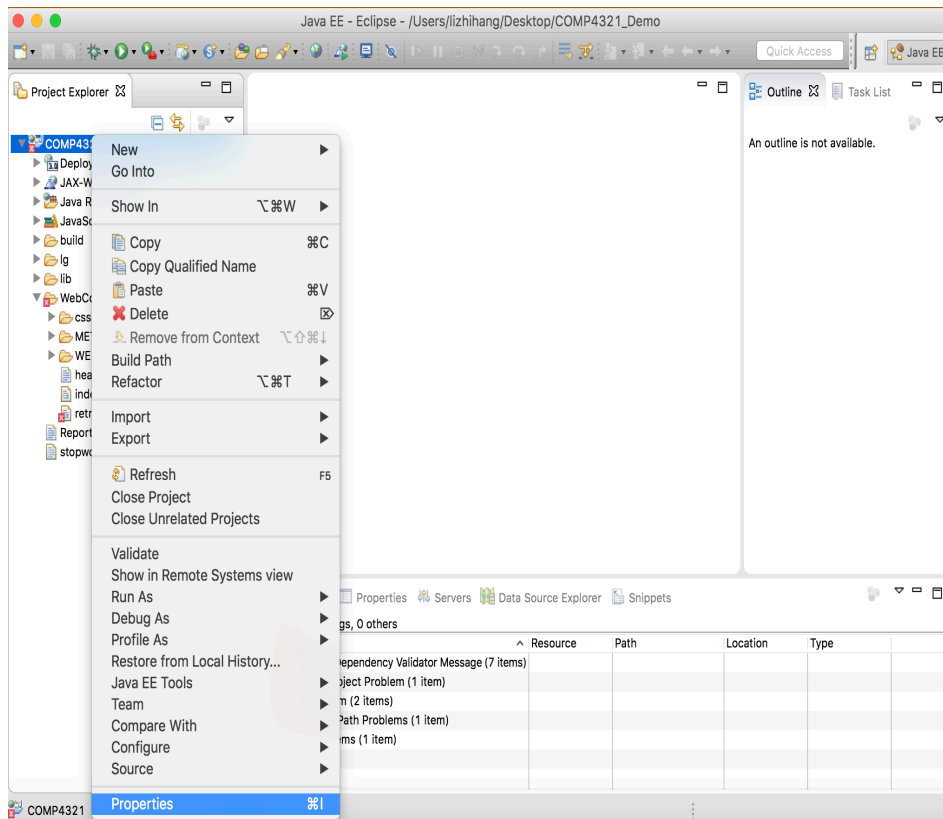 Java EE - Eclipse - /Users/lizhihang/Desktop/COMP4321_Demo
Quick Access
Java EE
Project Explorer
Outline
Task List
An outline is not available.
COMP43
Deploy
JAX-W
Java R
JavaSc
build
lg
lib
WebCo
css
ME
WE
hea
inde
retr
Report
stopwo
New
Go Into
Show In ⌥⌘W
Copy ⌘C
Copy Qualified Name
Paste ⌘V
Delete ⌦
Remove from Context ⌥⇧⌘↓
Build Path
Refactor ⌥⌘T
Import
Export
Refresh F5
Close Project
Close Unrelated Projects
Validate
Show in Remote Systems view
Run As
Debug As
Profile As
Restore from Local History...
Java EE Tools
Team
Compare With
Configure
Source
Properties ⌘I
Properties Servers Data Source Explorer Snippets
gs, 0 others
Resource Path Location Type
Dependency Validator Message (7 items)
oject Problem (1 item)
m (2 items)
Path Problems (1 item)
ems (1 item)
COMP4321